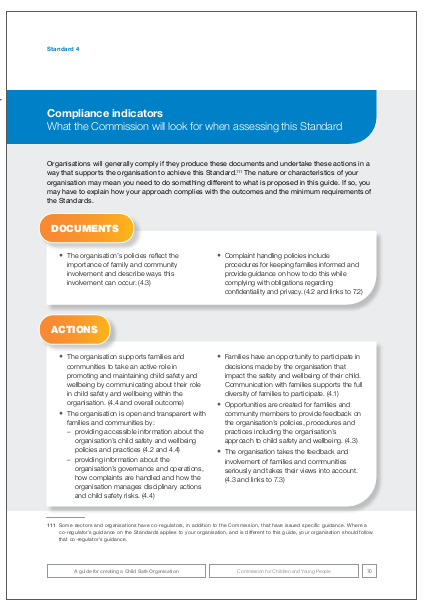 Standard 4
Compliance indicators
What the Commission will look for when assessing this Standard
Organisations will generally comply if they produce these documents and undertake these actions in a
way that supports the organisation to achieve this Standard.111 The nature or characteristics of your
organisation may mean you need to do something different to what is proposed in this guide. If so, you
may have to explain how your approach complies with the outcomes and the minimum requirements of
the Standards.
DOCUMENTS
• The organisation's policies reflect the
importance of family and community
involvement and describe ways this
involvement can occur. (4.3)
• Complaint handling policies include
procedures for keeping families informed and
provide guidance on how to do this while
complying with obligations regarding
confidentiality and privacy. (4.2 and links to 7.2)
ACTIONS
• The organisation supports families and
communities to take an active role in
promoting and maintaining child safety and
wellbeing by communicating about their role
in child safety and wellbeing within the
organisation. (4.4 and overall outcome)
• The organisation is open and transparent with
families and communities by:
– providing accessible information about the
organisation's child safety and wellbeing
policies and practices (4.2 and 4.4)
– providing information about the
organisation's governance and operations,
how complaints are handled and how the
organisation manages disciplinary actions
and child safety risks. (4.4)
• Families have an opportunity to participate in
decisions made by the organisation that
impact the safety and wellbeing of their child.
Communication with families supports the full
diversity of families to participate. (4.1)
• Opportunities are created for families and
community members to provide feedback on
the organisation's policies, procedures and
practices including the organisation's
approach to child safety and wellbeing. (4.3)
• The organisation takes the feedback and
involvement of families and communities
seriously and takes their views into account.
(4.3 and links to 7.3)
111 Some sectors and organisations have co-regulators, in addition to the Commission, that have issued specific guidance. Where a
co-regulator's guidance on the Standards applies to your organisation, and is different to this guide, your organisation should follow
that co-regulator's guidance.
A guide for creating a Child Safe Organisation
Commission for Children and Young People